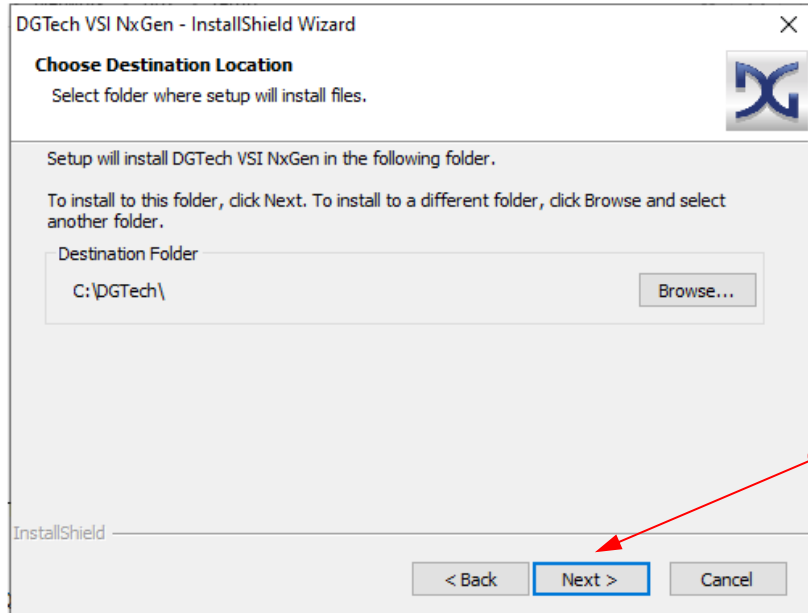 DGTech VSI NxGen - InstallShield Wizard
Choose Destination Location
Select folder where setup will install files.
DG
Setup will install DGTech VSI NxGen in the following folder.
To install to this folder, click Next. To install to a different folder, click Browse and select
another folder.
Destination Folder
C:\DGTech\
Browse...
InstallShield
< Back
Next >
Cancel